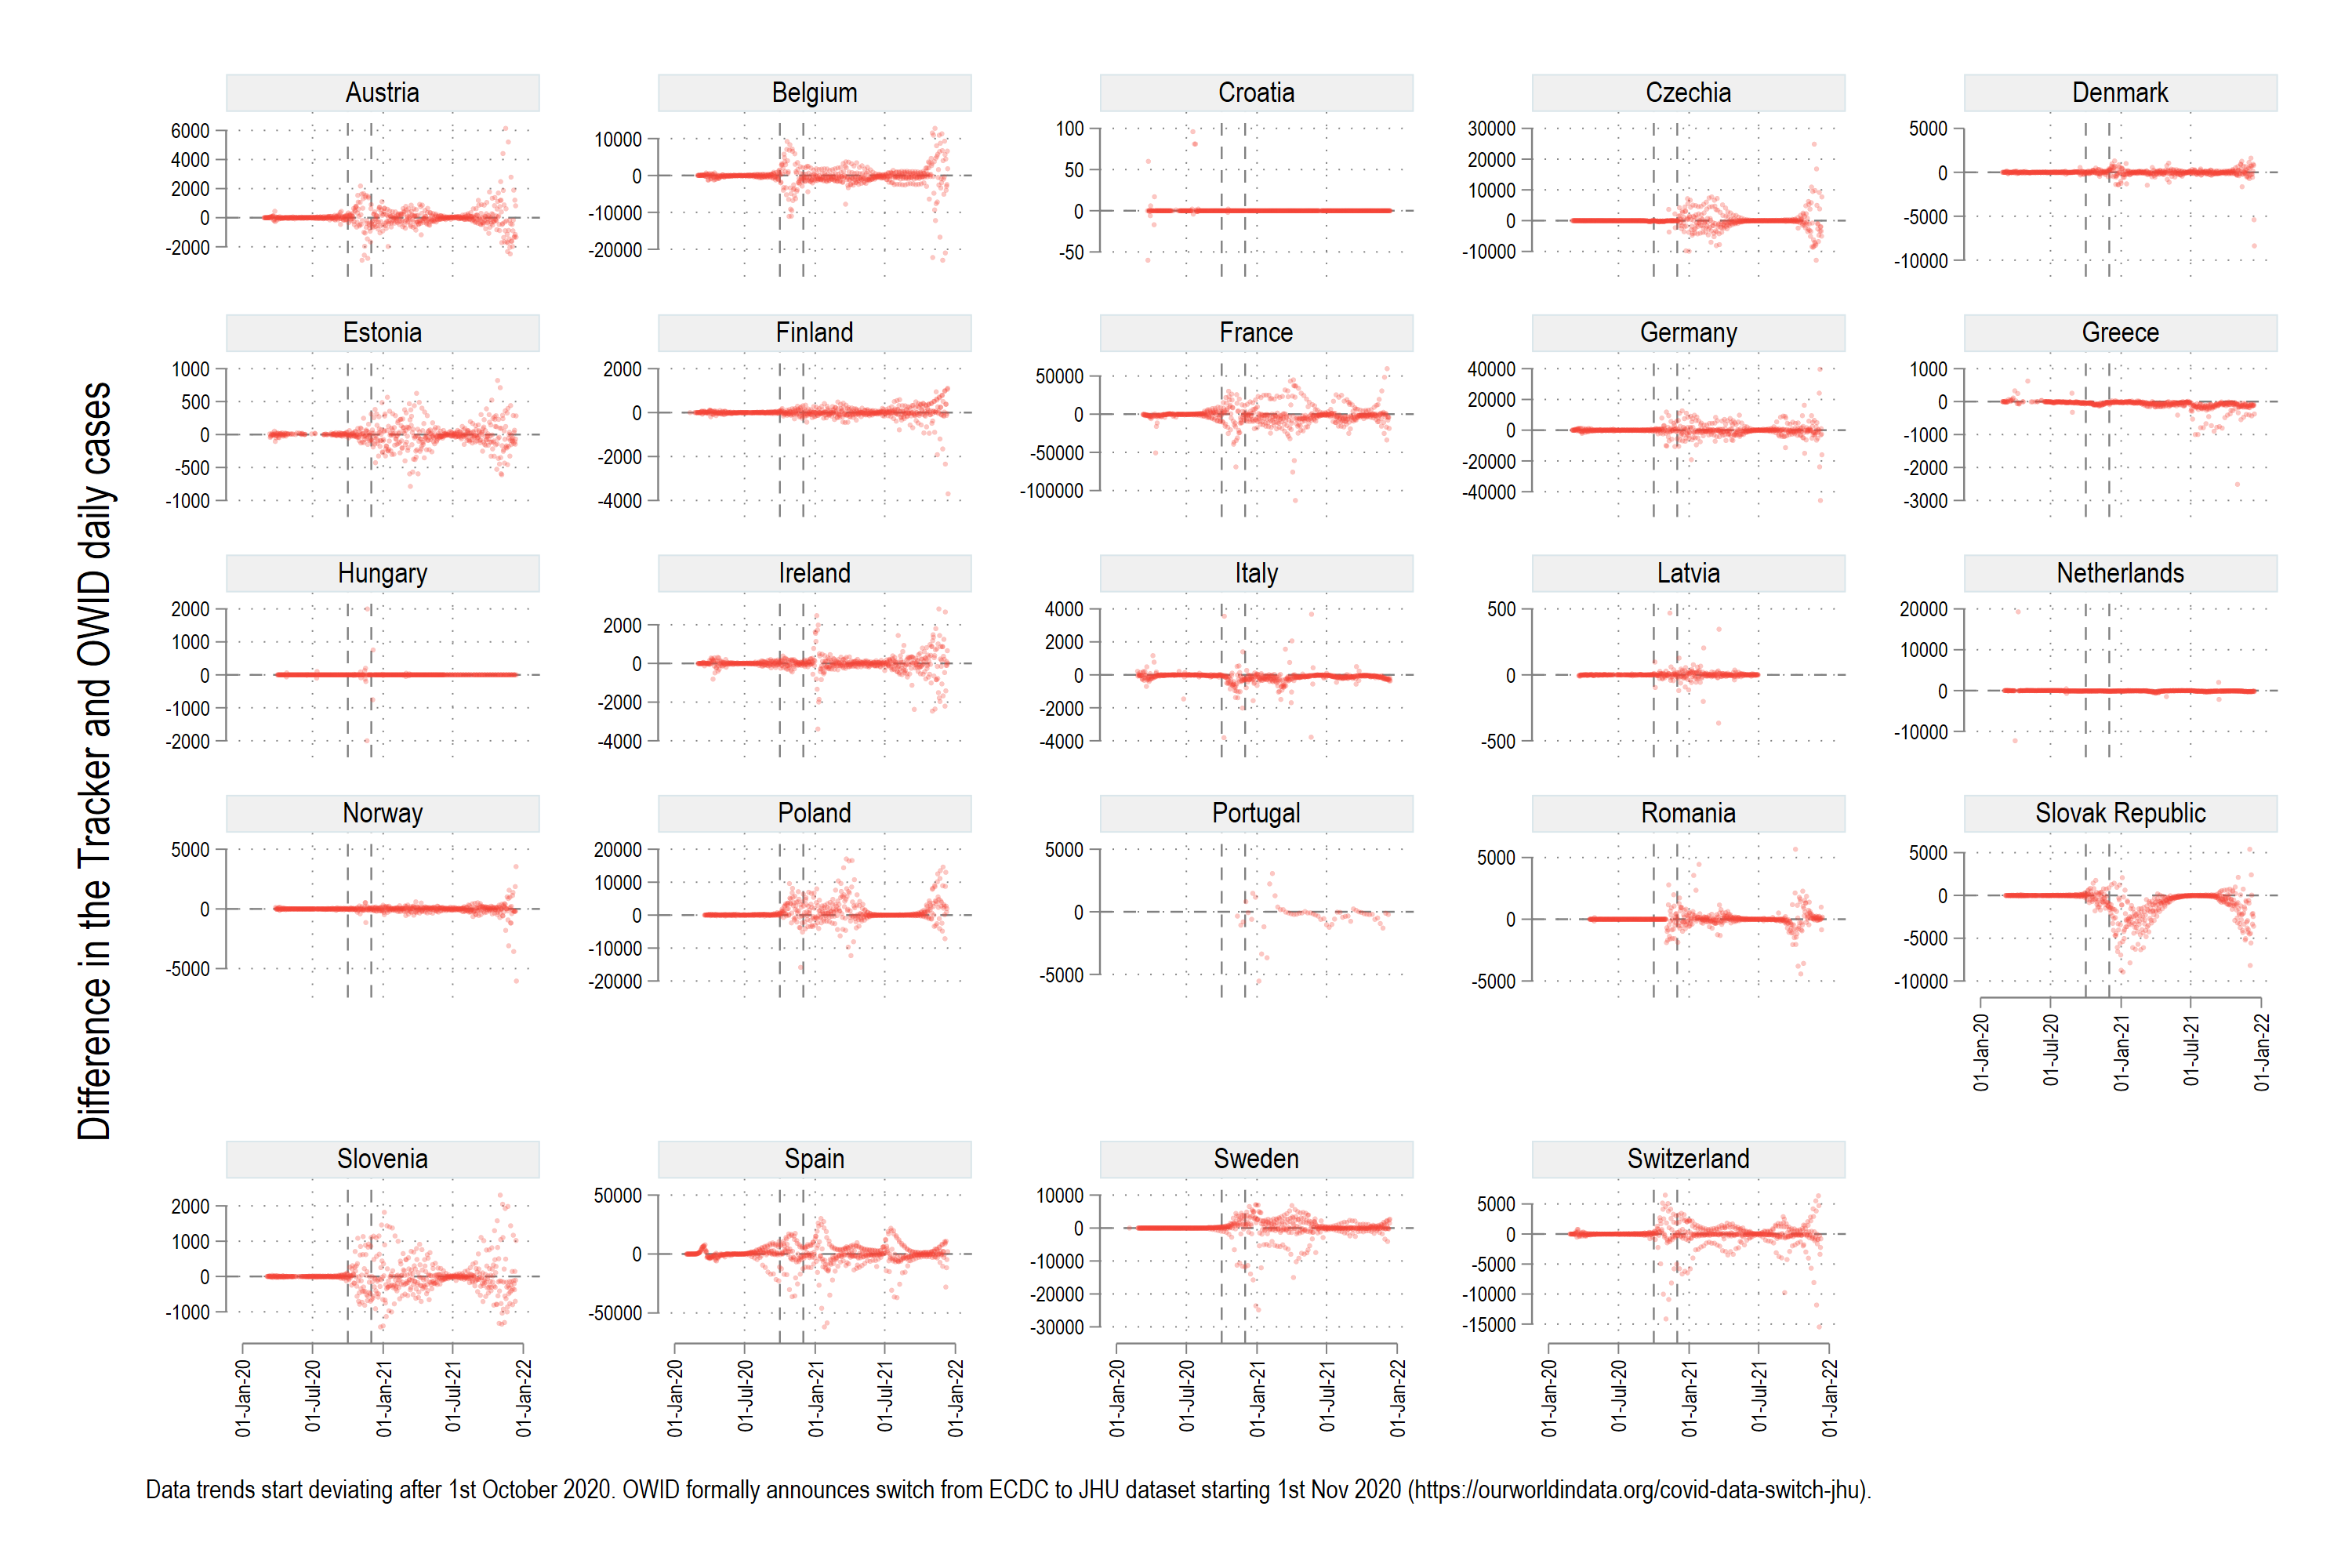 Difference in the Tracker and OWID daily cases
Austria
6000
4000
2000
0
-2000
Belgium
10000
0
-10000
-20000
Croatia
100
50
0
-50
Czechia
30000
20000
10000
0
-10000
Denmark
5000
0
-5000
-10000
Estonia
1000
500
0
-500
-1000
Finland
2000
0
-2000
-4000
France
50000
0
-50000
-100000
Germany
40000
20000
0
-20000
-40000
Greece
1000
0
-1000
-2000
-3000
Hungary
2000
1000
0
-1000
-2000
Ireland
2000
0
-2000
-4000
Italy
4000
2000
0
-2000
-4000
Latvia
500
0
-500
Netherlands
20000
10000
0
-10000
Norway
5000
0
-5000
Poland
20000
10000
0
-10000
-20000
Portugal
5000
0
-5000
Romania
5000
0
-5000
Slovak Republic
5000
0
-5000
-10000
01-Jan-20
01-Jul-20
01-Jan-21
01-Jul-21
01-Jan-22
Slovenia
2000
1000
0
-1000
01-Jan-20
01-Jul-20
01-Jan-21
01-Jul-21
01-Jan-22
Spain
50000
0
-50000
01-Jan-20
01-Jul-20
01-Jan-21
01-Jul-21
01-Jan-22
Sweden
10000
0
-10000
-20000
-30000
01-Jan-20
01-Jul-20
01-Jan-21
01-Jul-21
01-Jan-22
Switzerland
5000
0
-5000
-10000
-15000
01-Jan-20
01-Jul-20
01-Jan-21
01-Jul-21
01-Jan-22
Data trends start deviating after 1st October 2020. OWID formally announces switch from ECDC to JHU dataset starting 1st Nov 2020 (https://ourworldindata.org/covid-data-switch-jhu).